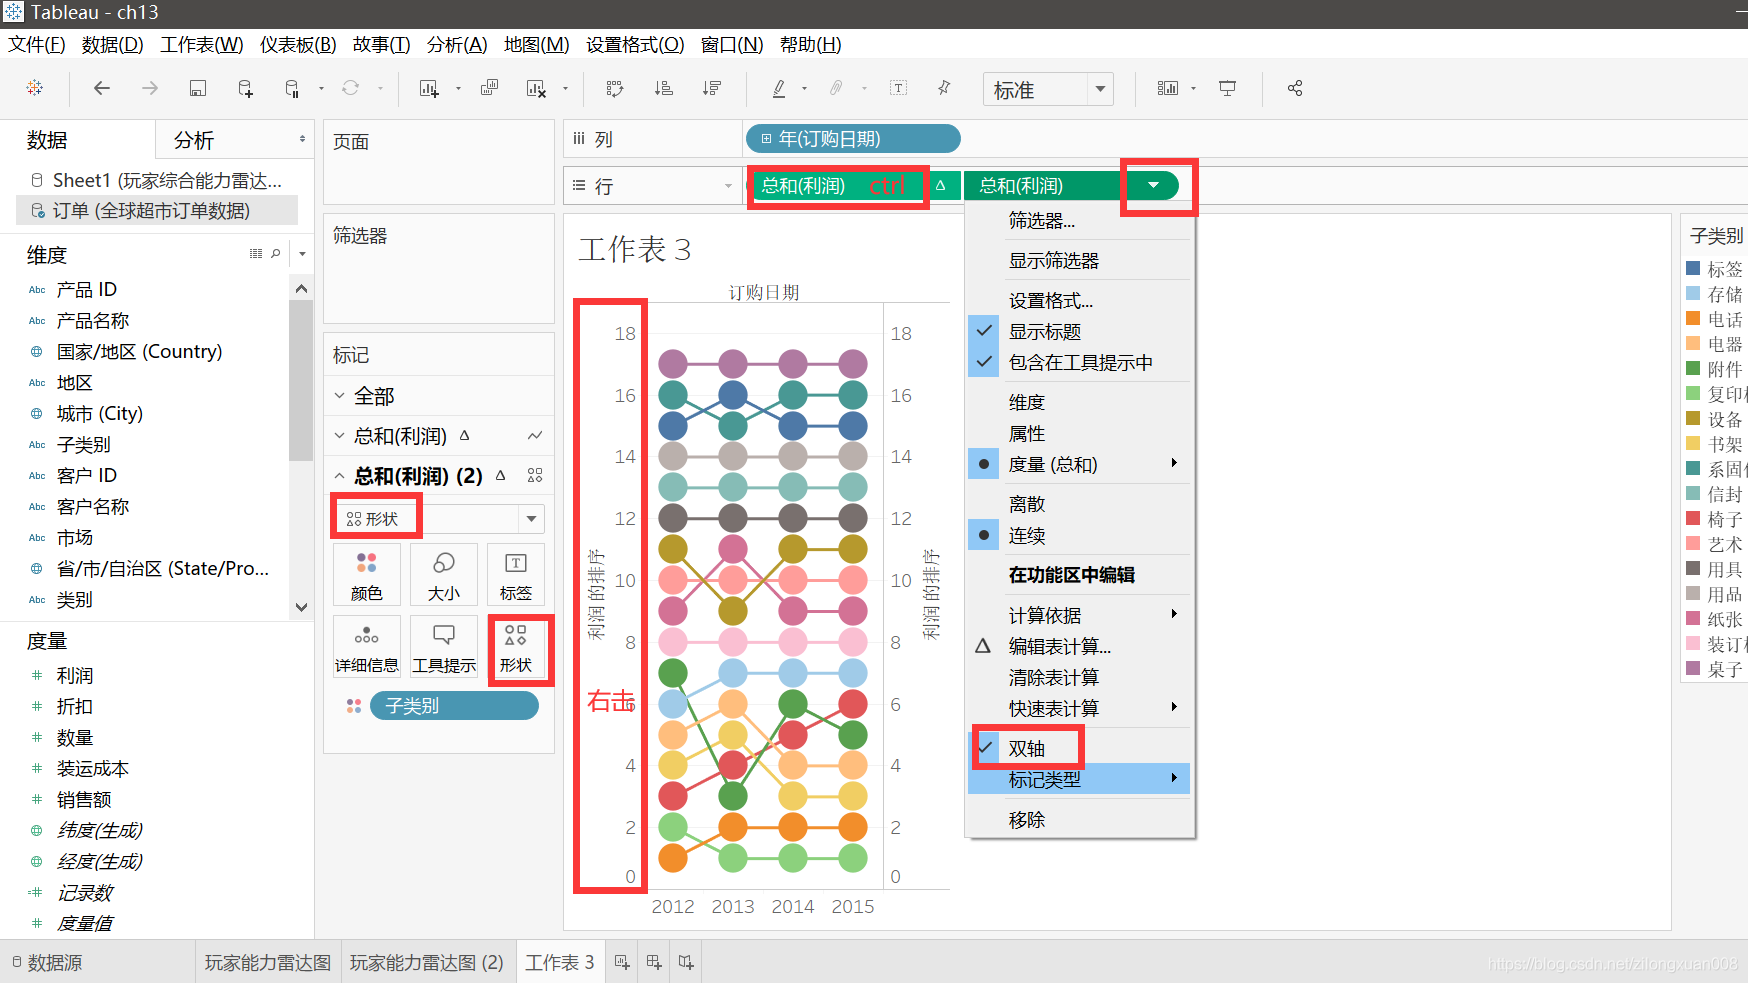 Tableau - ch13
文件(F) 数据(D) 工作表(W) 仪表板(B) 故事(T) 分析(A) 地图(M) 设置格式(O) 窗口(N) 帮助(H)
标准
数据 分析
Sheet1 (玩家综合能力雷达...
订单 (全球超市订单数据)
维度
Abc 产品 ID
Abc 产品名称
国家/地区 (Country)
Abc 地区
城市 (City)
Abc 子类别
Abc 客户 ID
Abc 客户名称
Abc 市场
省/市/自治区 (State/Pro...
Abc 类别
度量
# 利润
# 折扣
# 数量
# 装运成本
# 销售额
纬度(生成)
经度(生成)
=# 记录数
# 度量值
页面
筛选器
标记
全部
总和(利润) Δ
总和(利润) (2) Δ
形状
颜色 大小 标签
详细信息 工具提示 形状
子类别
列 年(订购日期)
行 总和(利润) ctrl Δ 总和(利润)
工作表 3
订购日期
18
16
14
12
10
8
6
4
2
0
利润 的排序
右击
18
16
14
12
10
8
6
4
2
0
利润 的排序
2012 2013 2014 2015
筛选器...
显示筛选器
设置格式...
显示标题
包含在工具提示中
维度
属性
度量 (总和)
离散
连续
在功能区中编辑
计算依据
编辑表计算...
清除表计算
快速表计算
双轴
标记类型
移除
子类别
标签
存储
电话
电器
附件
复印
设备
书架
系固
信封
椅子
艺术
用具
用品
纸张
装订
桌子
数据源 玩家能力雷达图 玩家能力雷达图 (2) 工作表 3
https://blog.csdn.net/zilongxuan008